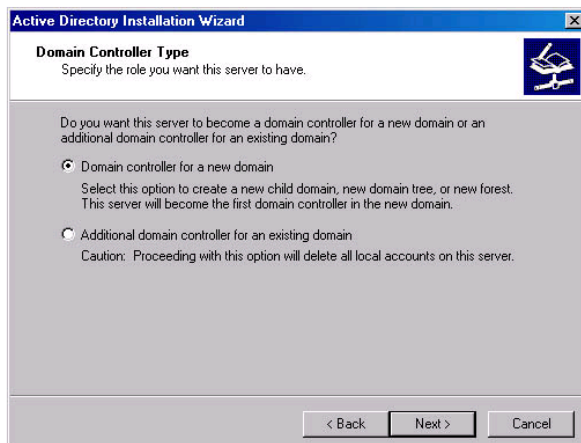 Active Directory Installation Wizard
Domain Controller Type
Specify the role you want this server to have.
Do you want this server to become a domain controller for a new domain or an
additional domain controller for an existing domain?
Domain controller for a new domain
Select this option to create a new child domain, new domain tree, or new forest.
This server will become the first domain controller in the new domain.
Additional domain controller for an existing domain
Caution: Proceeding with this option will delete all local accounts on this server.
< Back
Next >
Cancel